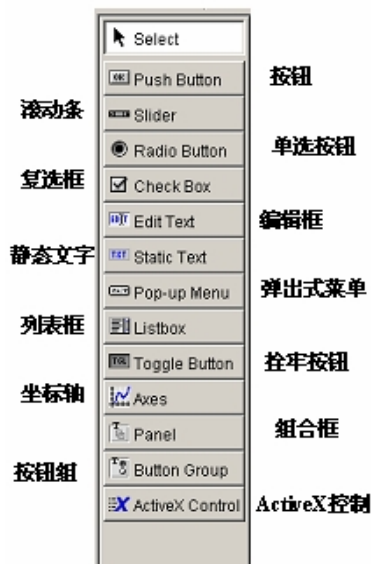 Select
Push Button 按钮
滚动条 Slider
Radio Button 单选按钮
复选框 Check Box
Edit Text 编辑框
静态文字 Static Text
Pop-up Menu 弹出式菜单
列表框 Listbox
Toggle Button 拴牢按钮
坐标轴 Axes
Panel 组合框
按钮组 Button Group
ActiveX Control ActiveX控制